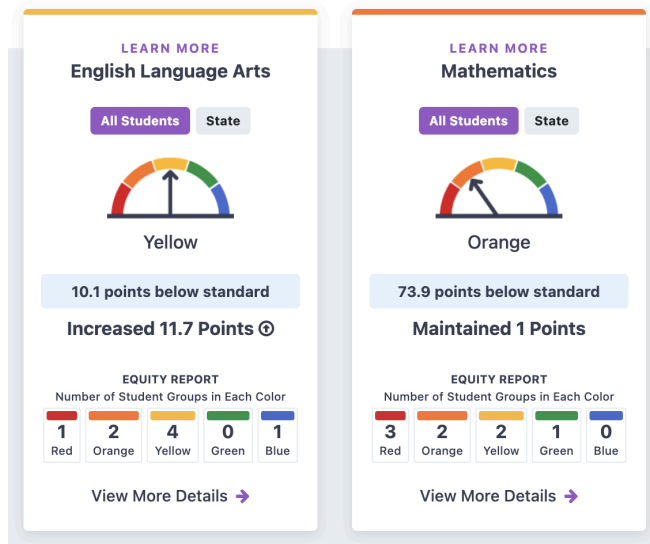 LEARN MORE
English Language Arts
All Students State
Yellow
10.1 points below standard
Increased 11.7 Points
EQUITY REPORT
Number of Student Groups in Each Color
1 2 4 0 1
Red Orange Yellow Green Blue
View More Details
LEARN MORE
Mathematics
All Students State
Orange
73.9 points below standard
Maintained 1 Points
EQUITY REPORT
Number of Student Groups in Each Color
3 2 2 1 0
Red Orange Yellow Green Blue
View More Details